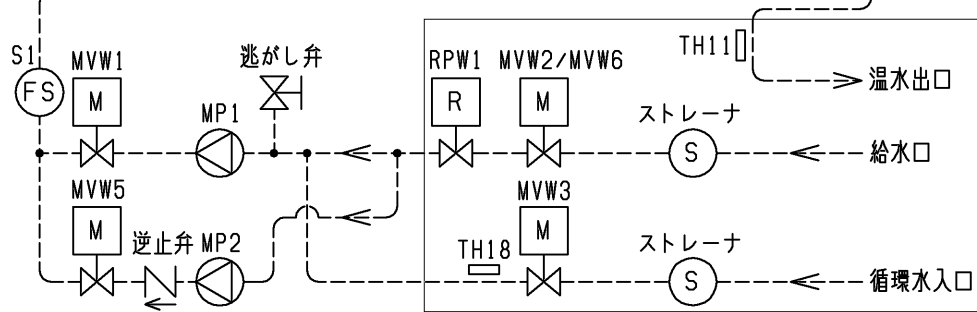 TH11
S1
MVW1
逃がし弁
RPW1
MVW2/MVW6
温水出口
FS
M
R
M
MP1
ストレーナ
S
給水口
MVW5
MVW3
M
逆止弁
MP2
TH18
M
ストレーナ
S
循環水入口